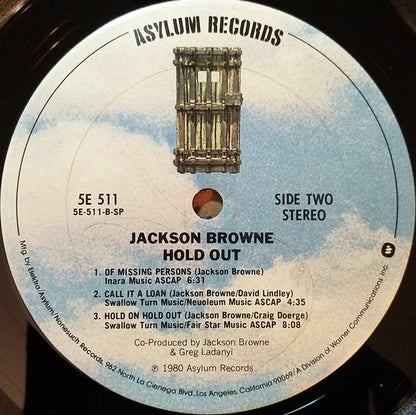 ASYLUM RECORDS
5E 511
5E-511-B-SP
SIDE TWO
STEREO
JACKSON BROWNE
HOLD OUT
1. OF MISSING PERSONS (Jackson Browne)
Inara Music ASCAP 6:31
2. CALL IT A LOAN (Jackson Browne/David Lindley)
Swallow Turn Music/Neuoleum Music ASCAP 4:35
3. HOLD ON HOLD OUT (Jackson Browne/Craig Doerge)
Swallow Turn Music/Fair Star Music ASCAP 8:08
Co-Produced by Jackson Browne
& Greg Ladanyi
℗ 1980 Asylum Records
Mfg. by Elektra/Asylum/Nonesuch Records, 962 North La Cienega Blvd., Los Angeles, California 90069/A Division of Warner Communications Inc.